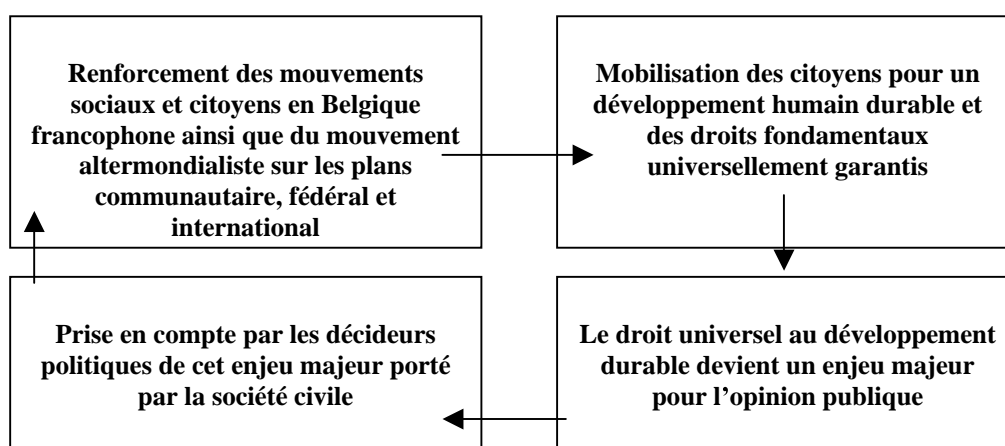 Renforcement des mouvements
sociaux et citoyens en Belgique
francophone ainsi que du mouvement
altermondialiste sur les plans
communautaire, fédéral et
international
Mobilisation des citoyens pour un
développement humain durable et
des droits fondamentaux
universellement garantis
Le droit universel au développement
durable devient un enjeu majeur
pour l’opinion publique
Prise en compte par les décideurs
politiques de cet enjeu majeur porté
par la société civile